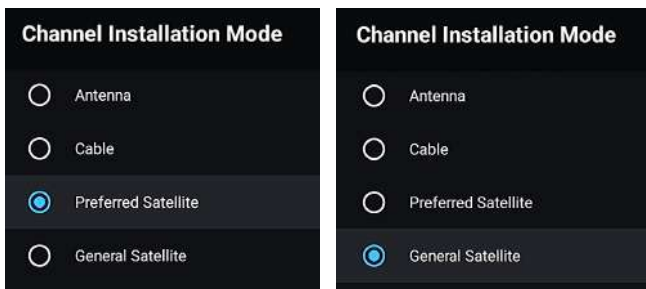 Channel Installation Mode
Antenna
Cable
Preferred Satellite
General Satellite
Channel Installation Mode
Antenna
Cable
Preferred Satellite
General Satellite